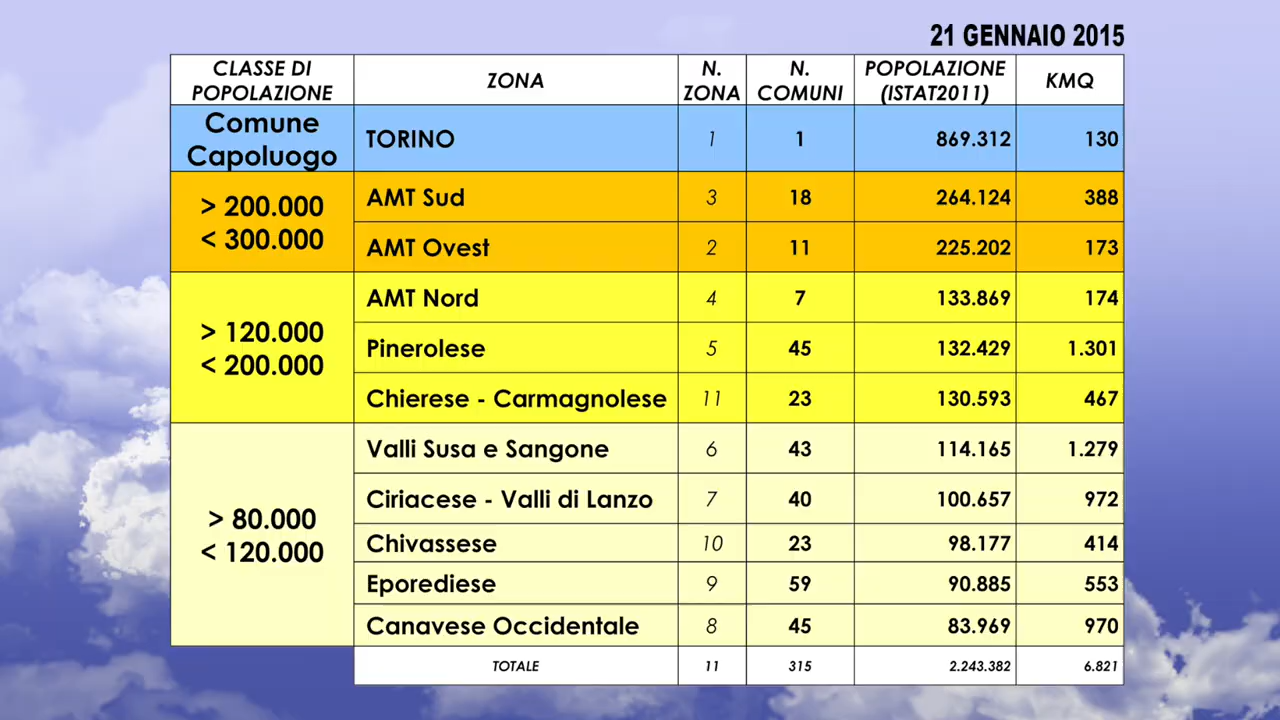 21 GENNAIO 2015
CLASSE DI POPOLAZIONE ZONA N. ZONA N. COMUNI POPOLAZIONE (ISTAT2011) KMQ
Comune Capoluogo TORINO 1 1 869.312 130
> 200.000 < 300.000 AMT Sud 3 18 264.124 388
AMT Ovest 2 11 225.202 173
> 120.000 < 200.000 AMT Nord 4 7 133.869 174
Pinerolese 5 45 132.429 1.301
Chierese - Carmagnolese 11 23 130.593 467
> 80.000 < 120.000 Valli Susa e Sangone 6 43 114.165 1.279
Ciriacese - Valli di Lanzo 7 40 100.657 972
Chivassese 10 23 98.177 414
Eporediese 9 59 90.885 553
Canavese Occidentale 8 45 83.969 970
TOTALE 11 315 2.243.382 6.821